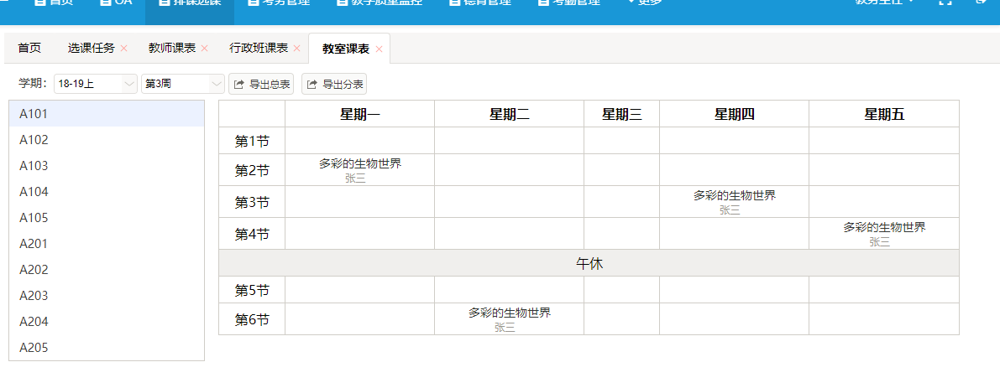 首页 OA 排课选课 考务管理 教学质量监控 德育管理 考勤管理 更多 教务主任
首页 选课任务 教师课表 行政班课表 教室课表
学期: 18-19上 第3周 导出总表 导出分表
A101
A102
A103
A104
A105
A201
A202
A203
A204
A205
星期一 星期二 星期三 星期四 星期五
第1节
第2节 多彩的生物世界
张三
第3节 多彩的生物世界
张三
第4节 多彩的生物世界
张三
午休
第5节
第6节 多彩的生物世界
张三